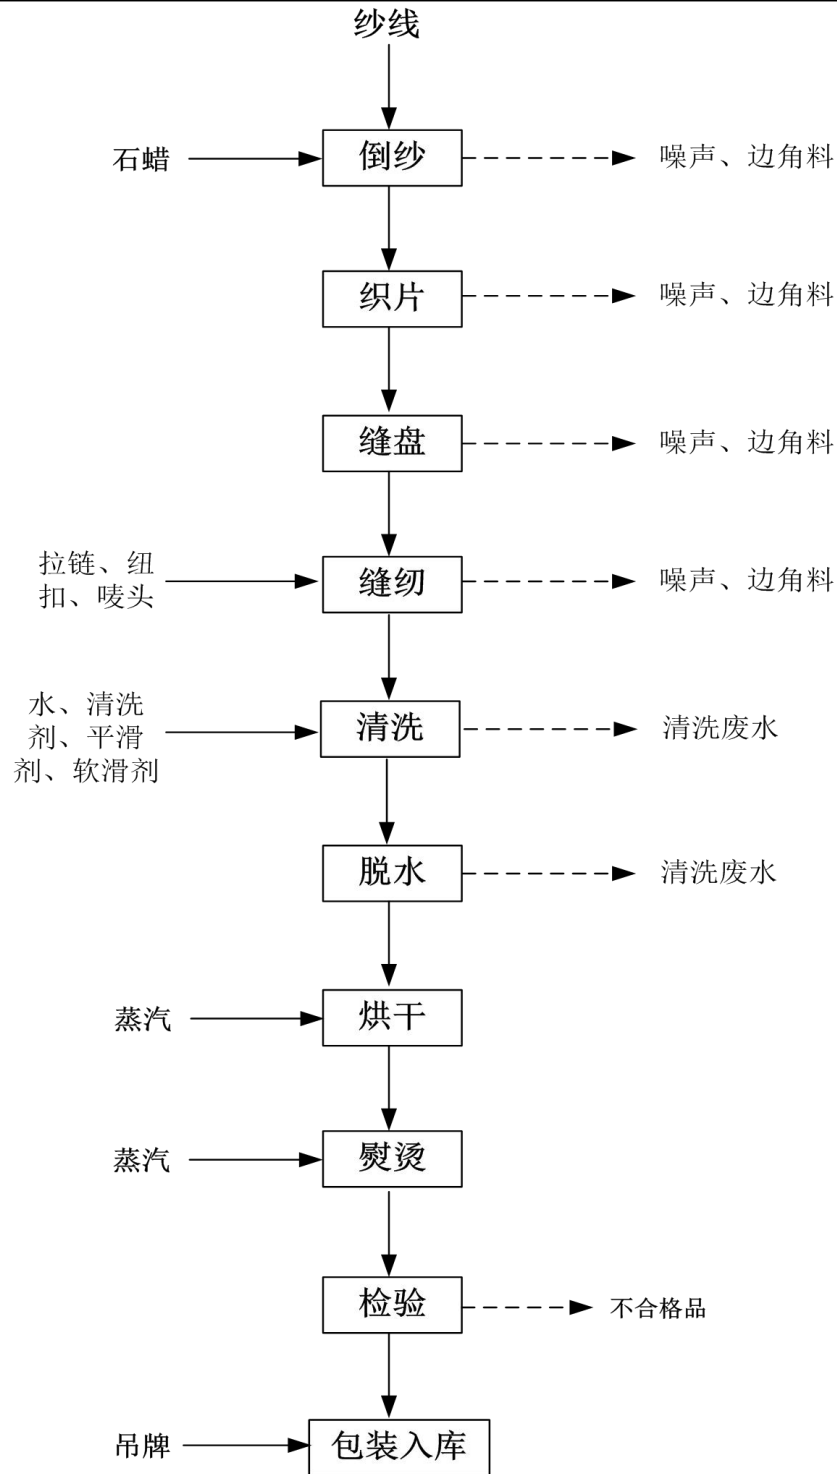 纱线
石蜡
倒纱
噪声、边角料
织片
噪声、边角料
缝盘
噪声、边角料
拉链、纽
扣、唛头
缝纫
噪声、边角料
水、清洗
剂、平滑
剂、软滑剂
清洗
清洗废水
脱水
清洗废水
蒸汽
烘干
蒸汽
熨烫
检验
不合格品
吊牌
包装入库